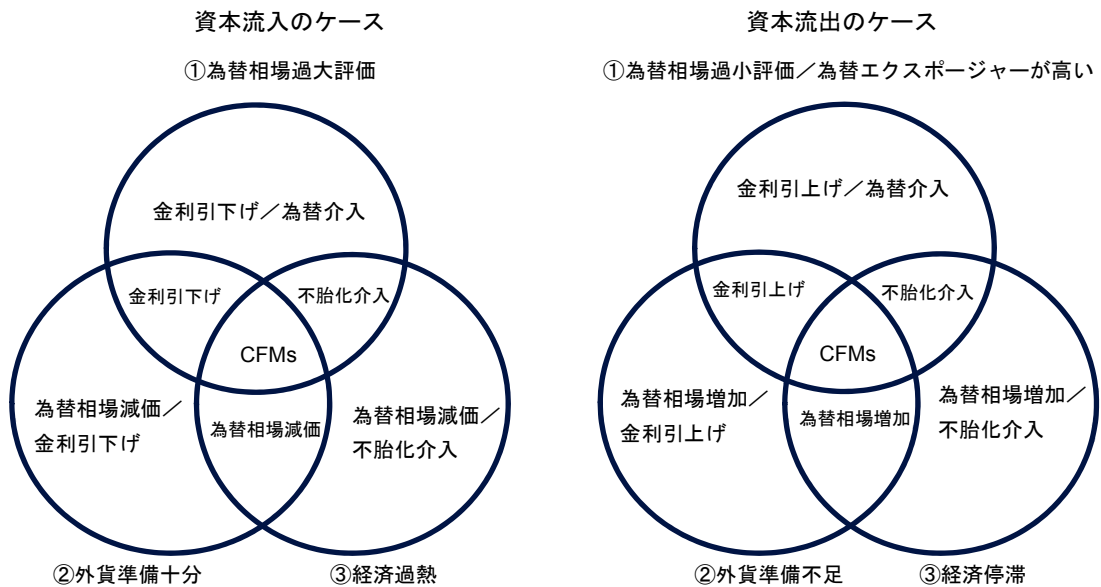 資本流入のケース
①為替相場過大評価
金利引下げ／為替介入
金利引下げ
不胎化介入
CFMs
為替相場減価／
金利引下げ
為替相場減価
為替相場減価／
不胎化介入
②外貨準備十分
③経済過熱
資本流出のケース
①為替相場過小評価／為替エクスポージャーが高い
金利引上げ／為替介入
金利引上げ
不胎化介入
CFMs
為替相場増加／
金利引上げ
為替相場増加
為替相場増加／
不胎化介入
②外貨準備不足
③経済停滞